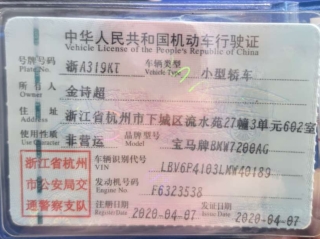 中华人民共和国机动车行驶证
Vehicle License of the People's Republic of China
号牌号码 浙A319KT 车辆类型 小型轿车
Plate No. Vehicle Type
所有人 金诗超
Owner
住址 浙江省杭州市下城区流水苑27幢3单元602室
Address
使用性质 非营运 品牌型号 宝马牌BMW7200AG
Use Character Model
浙江省杭州 车辆识别代号 LBV6P4103LMW40189
VIN
市公安局交 发动机号码 F6323538
Engine No.
通警察支队 注册日期 2020-04-07 发证日期 2020-04-07
Register Date Issue Date